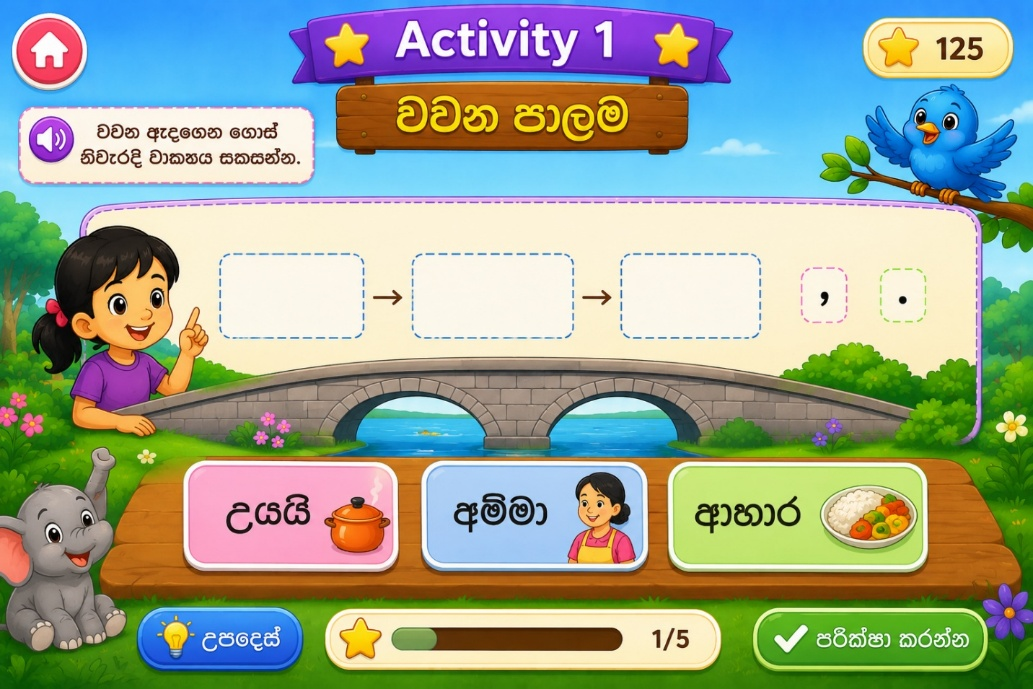 Activity 1
125
වචන පාලම
වචන ඇදගෙන ගොස්
නිවැරදි වාක්‍යය සකසන්න.
→ → , .
උයයි
අම්මා
ආහාර
උපදෙස්
1/5
පරික්ෂා කරන්න